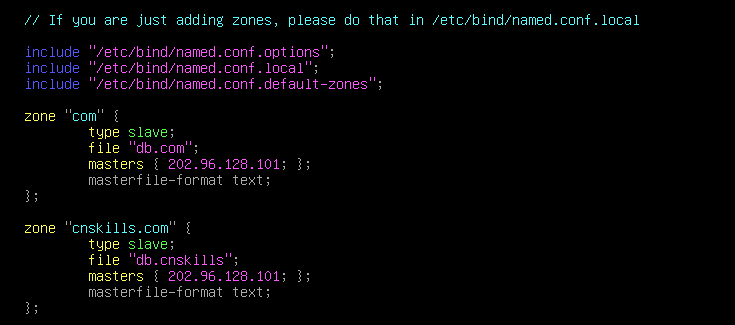 // If you are just adding zones, please do that in /etc/bind/named.conf.local
include "/etc/bind/named.conf.options";
include "/etc/bind/named.conf.local";
include "/etc/bind/named.conf.default-zones";
zone "com" {
type slave;
file "db.com";
masters { 202.96.128.101; };
masterfile-format text;
};
zone "cnskills.com" {
type slave;
file "db.cnskills";
masters { 202.96.128.101; };
masterfile-format text;
};